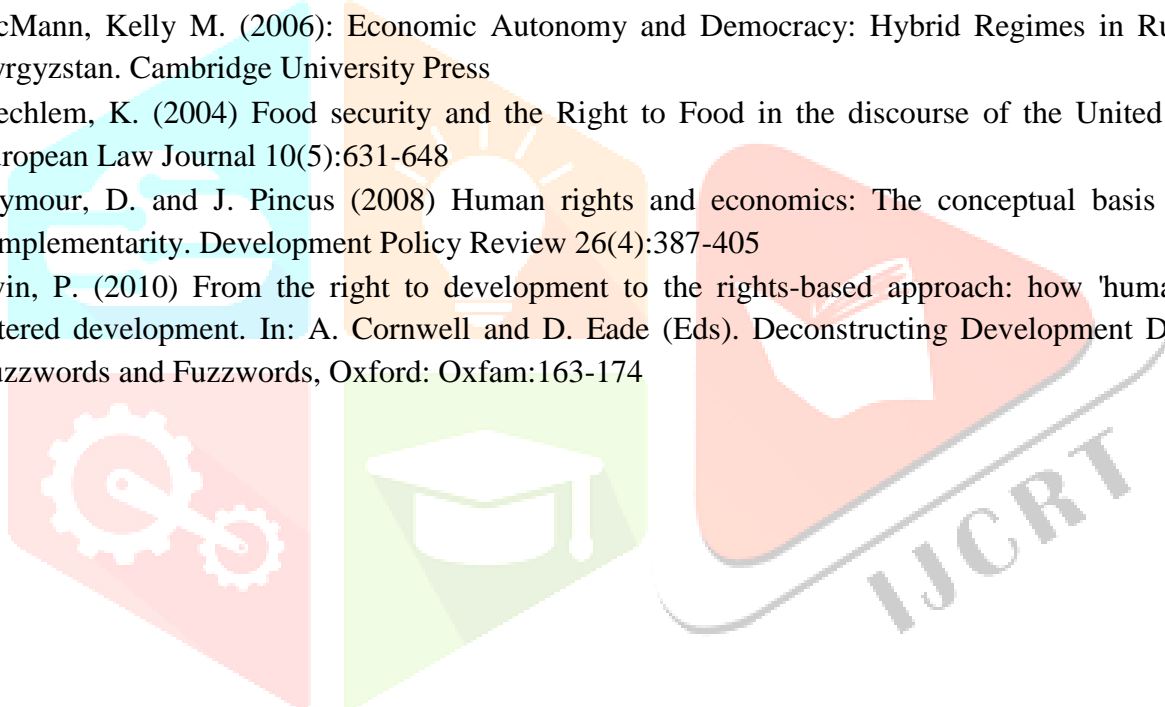 cMann, Kelly M. (2006): Economic Autonomy and Democracy: Hybrid Regimes in Ru
yrgyzstan. Cambridge University Press
echlem, K. (2004) Food security and the Right to Food in the discourse of the United
uropean Law Journal 10(5):631-648
ymour, D. and J. Pincus (2008) Human rights and economics: The conceptual basis
mplementarity. Development Policy Review 26(4):387-405
vin, P. (2010) From the right to development to the rights-based approach: how 'huma
tered development. In: A. Cornwell and D. Eade (Eds). Deconstructing Development D
uzzwords and Fuzzwords, Oxford: Oxfam:163-174
IJCRT